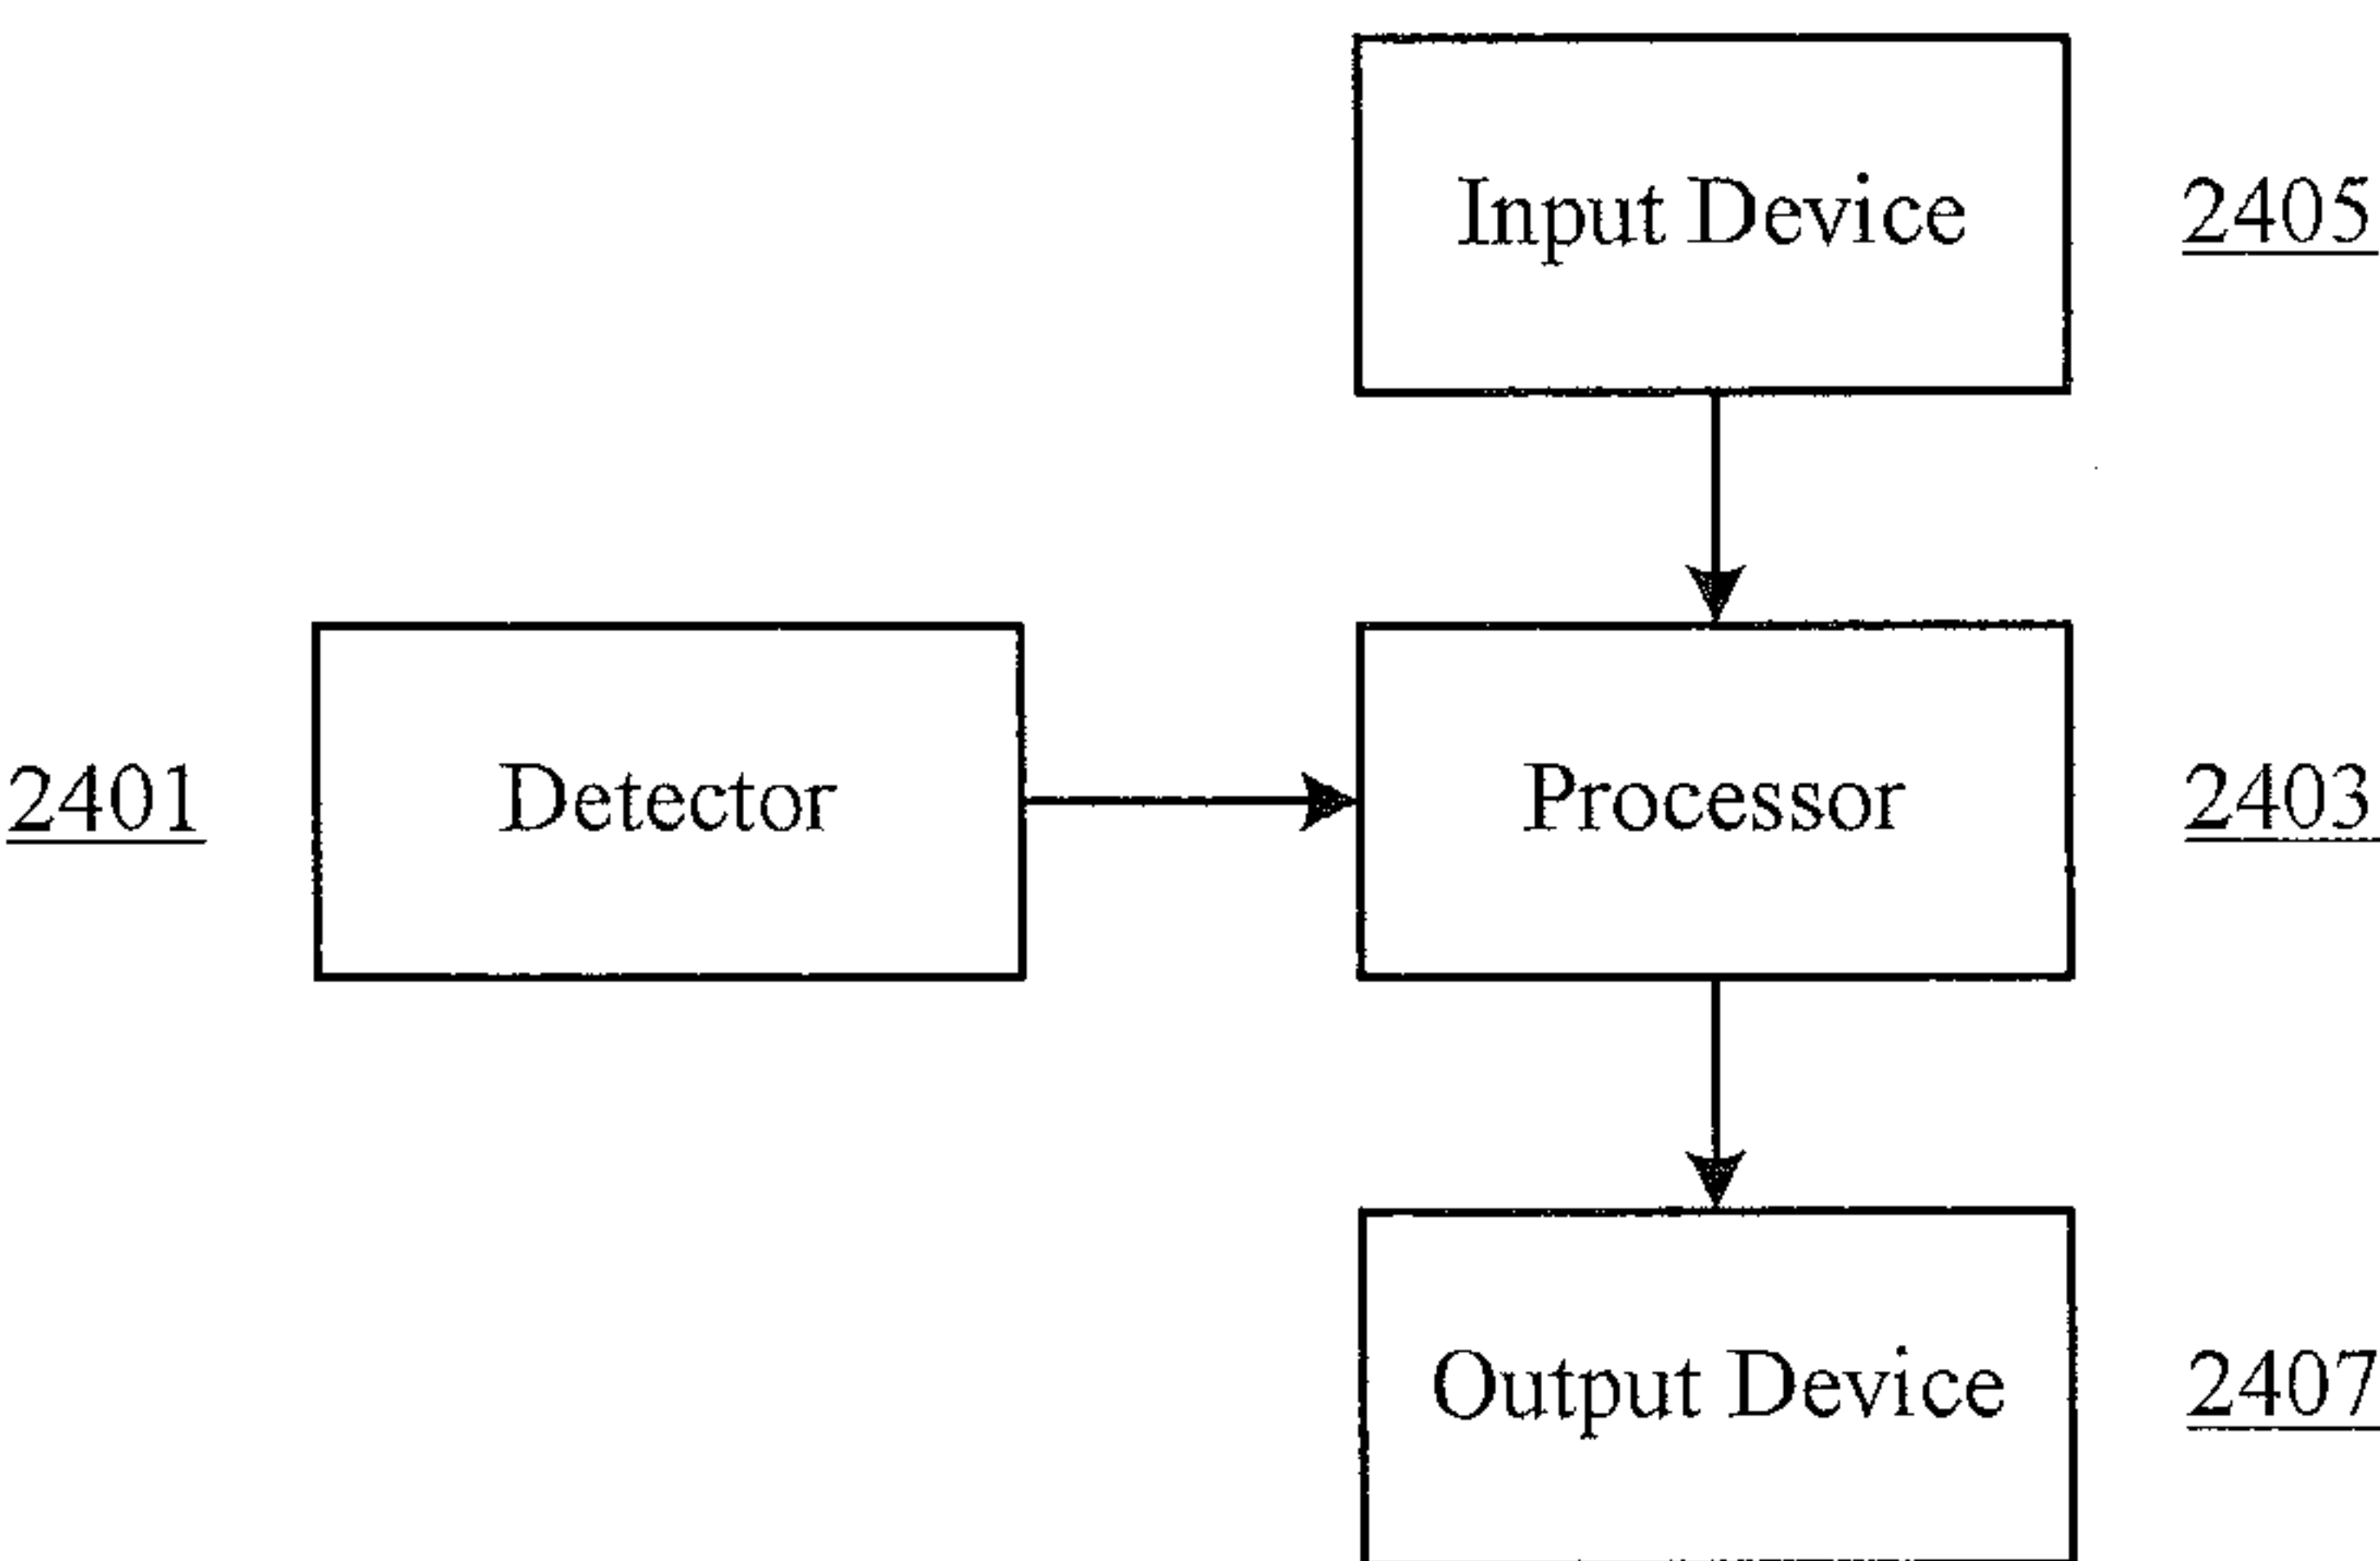 Input Device
2405
2401
Detector
Processor
2403
Output Device
2407